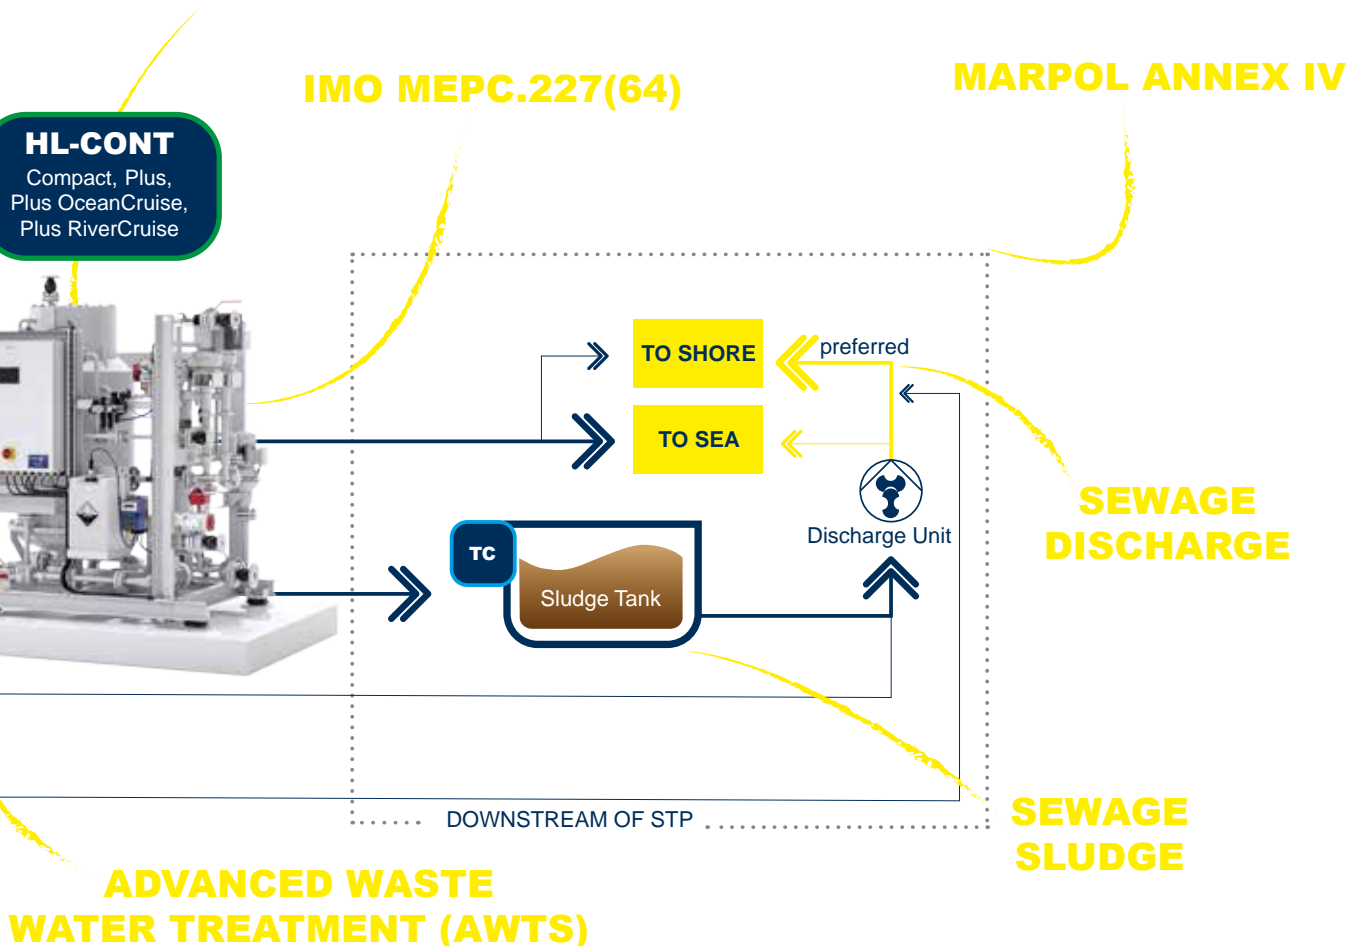 IMO MEPC.227(64)
MARPOL ANNEX IV
HL-CONT
Compact, Plus,
Plus OceanCruise,
Plus RiverCruise
TO SHORE
preferred
TO SEA
SEWAGE
DISCHARGE
Discharge Unit
TC
Sludge Tank
DOWNSTREAM OF STP
SEWAGE
SLUDGE
ADVANCED WASTE
WATER TREATMENT (AWTS)